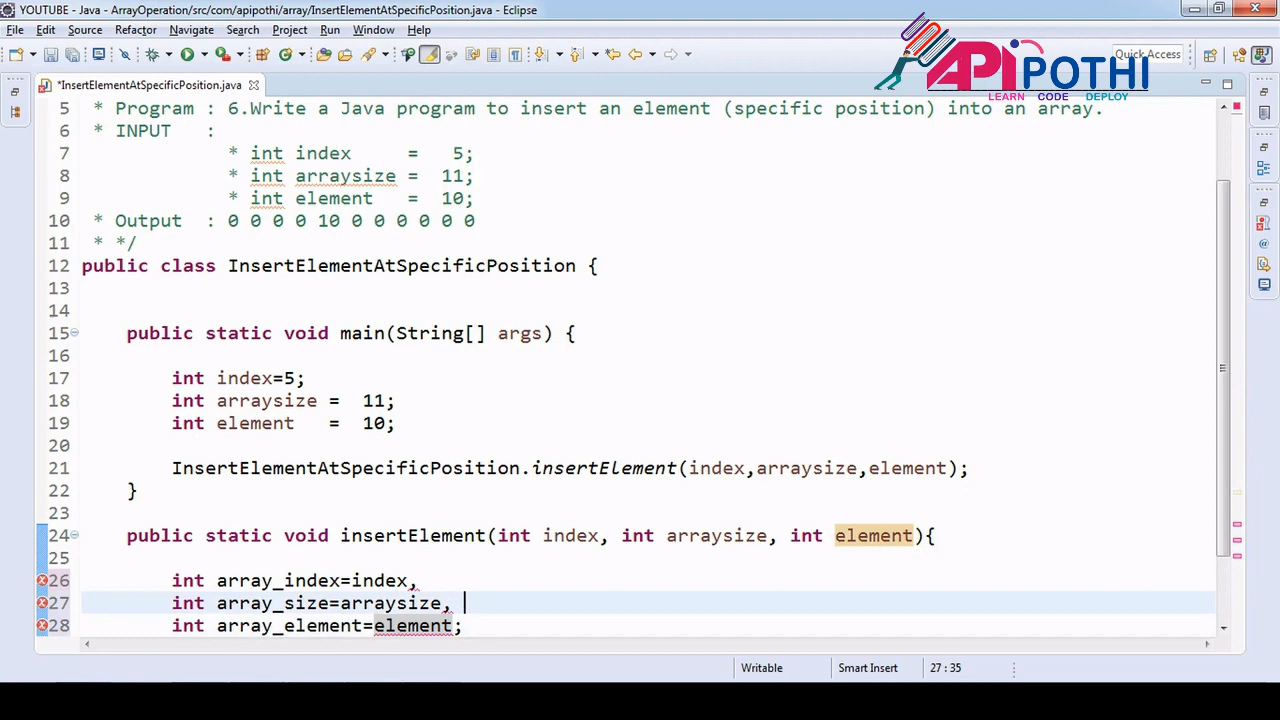 YOUTUBE - Java - ArrayOperation/src/com/apipothi/array/InsertElementAtSpecificPosition.java - Eclipse
File Edit Source Refactor Navigate Search Project Run Window Help
Quick Access
APIPOTHI
LEARN CODE DEPLOY
*InsertElementAtSpecificPosition.java
5 * Program : 6.Write a Java program to insert an element (specific position) into an array.
6 * INPUT :
7 * int index = 5;
8 * int arraysize = 11;
9 * int element = 10;
10 * Output : 0 0 0 0 10 0 0 0 0 0 0
11 * */
12 public class InsertElementAtSpecificPosition {
13
14
15 public static void main(String[] args) {
16
17 int index=5;
18 int arraysize = 11;
19 int element = 10;
20
21 InsertElementAtSpecificPosition.insertElement(index,arraysize,element);
22 }
23
24 public static void insertElement(int index, int arraysize, int element){
25
26 int array_index=index,
27 int array_size=arraysize,
28 int array_element=element;
Writable Smart Insert 27 : 35